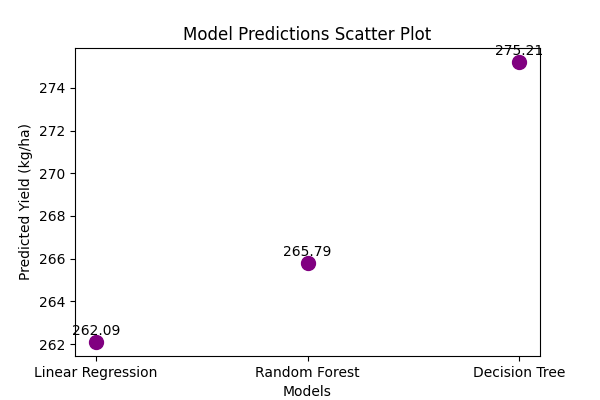 Model Predictions Scatter Plot
275.21
274
272
270
268
266
264
262
Predicted Yield (kg/ha)
265.79
262.09
Linear Regression
Random Forest
Decision Tree
Models